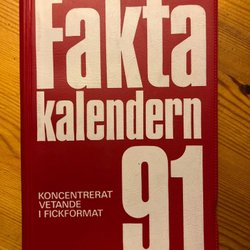 Fakta
kalendern
91
KONCENTRERAT
VETANDE
I FICKFORMAT